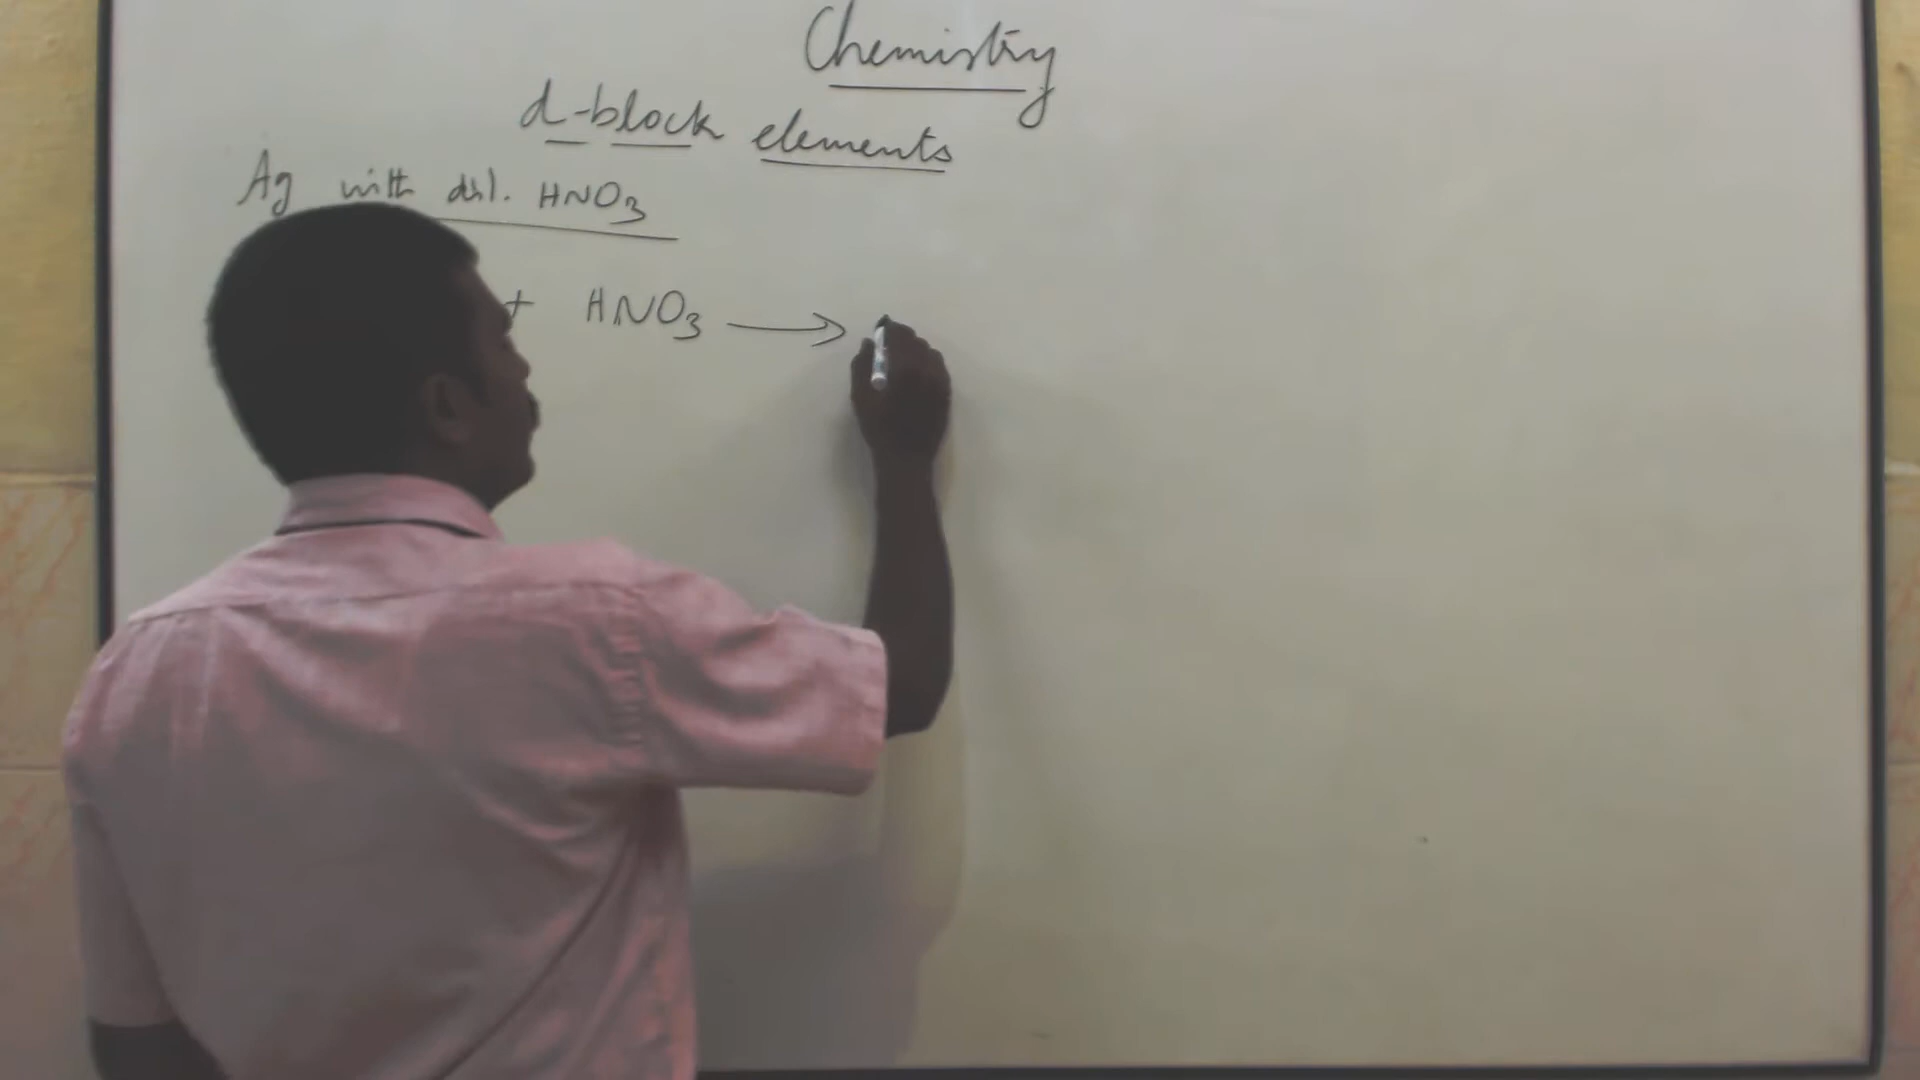 Chemistry
d-block elements
Ag with dil. HNO3
+ HNO3 →